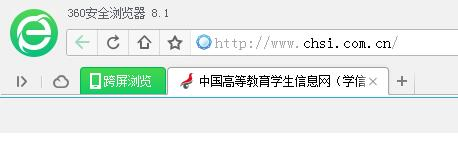 360安全浏览器 8.1
http://www.chsi.com.cn/
跨屏浏览 中国高等教育学生信息网（学信